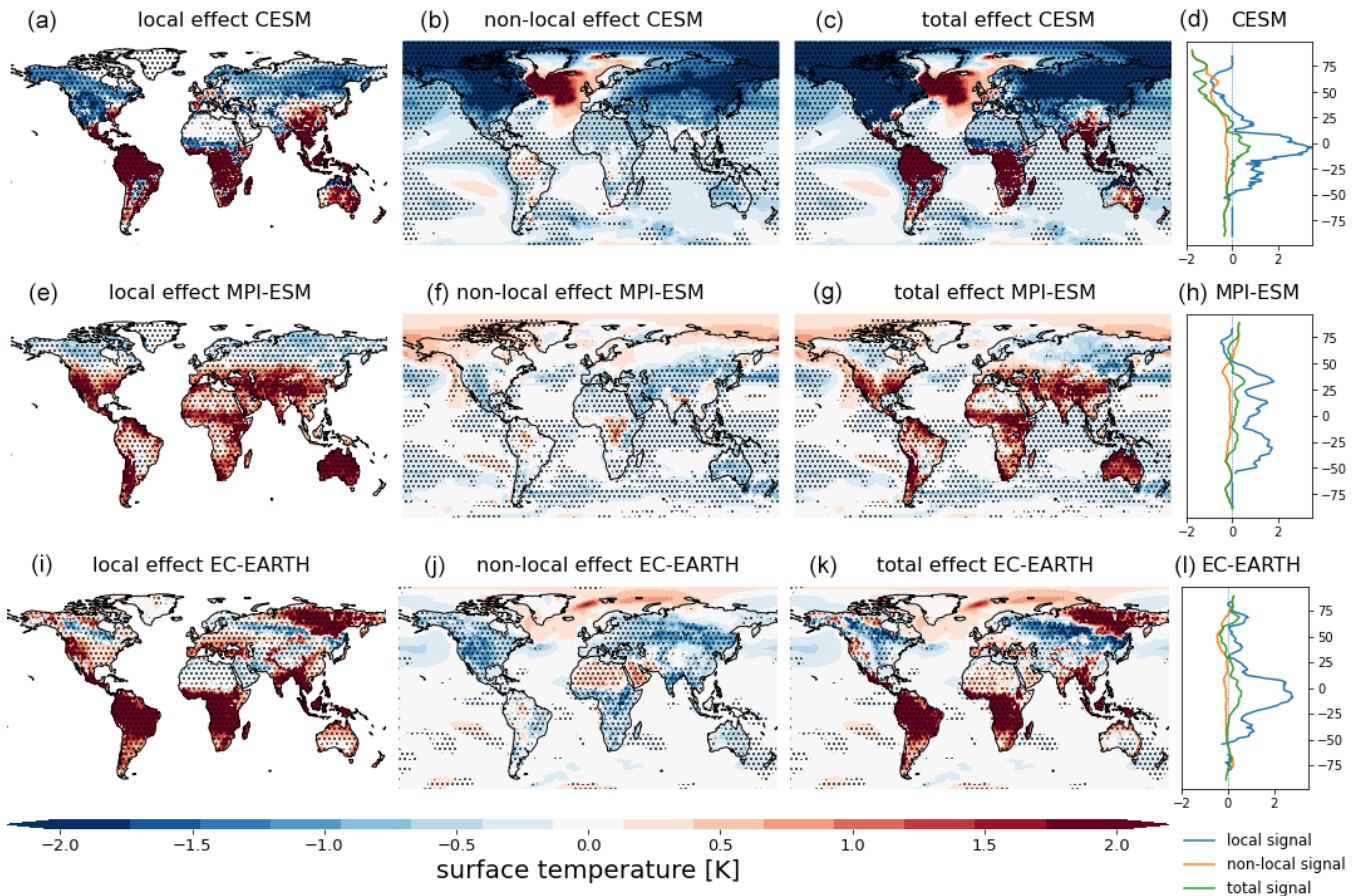 (a) local effect CESM
(b) non-local effect CESM
(c) total effect CESM
(d) CESM
75
50
25
0
−25
−50
−75
−2 0 2
(e) local effect MPI-ESM
(f) non-local effect MPI-ESM
(g) total effect MPI-ESM
(h) MPI-ESM
75
50
25
0
−25
−50
−75
−2 0 2
(i) local effect EC-EARTH
(j) non-local effect EC-EARTH
(k) total effect EC-EARTH
(l) EC-EARTH
75
50
25
0
−25
−50
−75
−2 0 2
−2.0 −1.5 −1.0 −0.5 0.0 0.5 1.0 1.5 2.0
surface temperature [K]
local signal
non-local signal
total signal